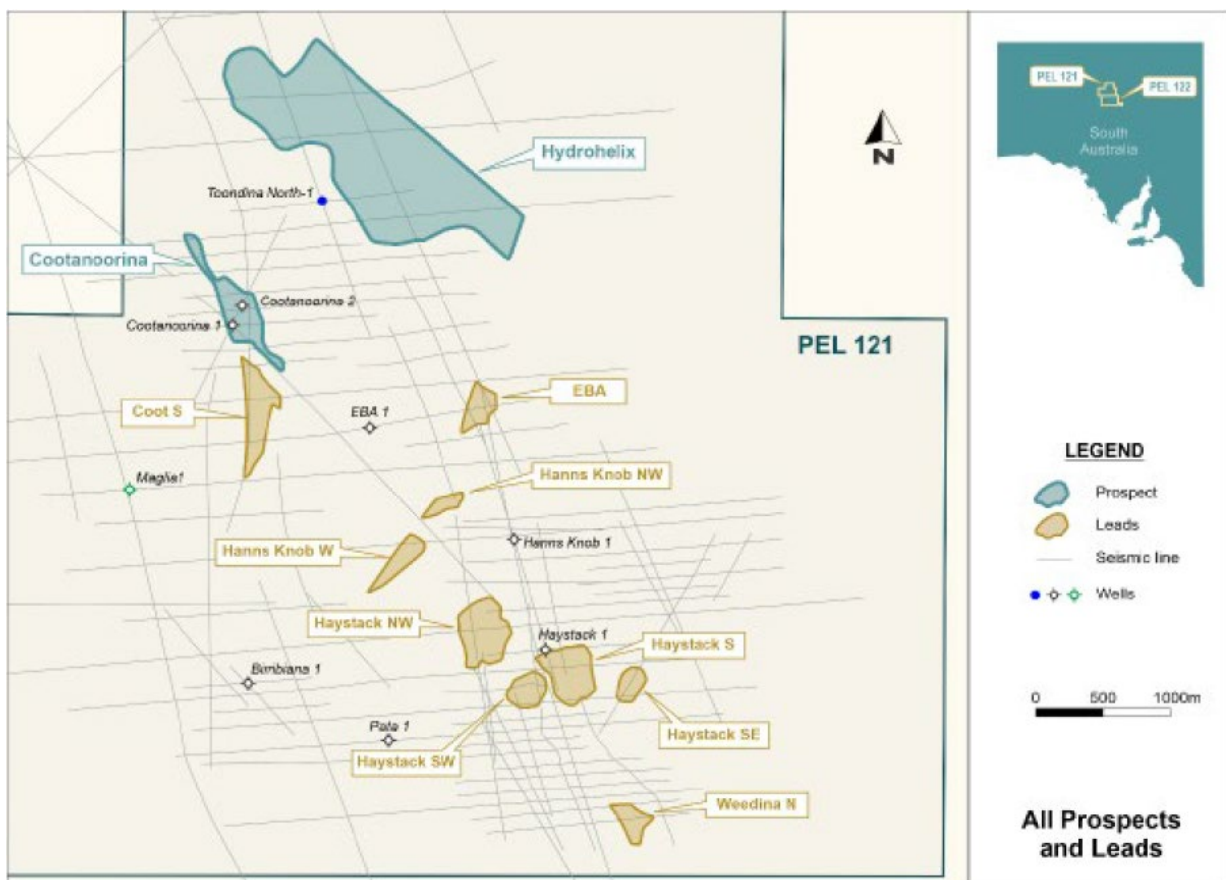 Hydrohelix
Toondina North-1
Cootanoorina
Cootanoorina 2
Cootanoorina 1
PEL 121
EBA
Coot S
EBA 1
Maglia1
Hanns Knob NW
Hanns Knob 1
Hanns Knob W
Haystack NW
Haystack 1
Haystack S
Birribiana 1
Pata 1
Haystack SE
Haystack SW
Weedina N
N
PEL 121
PEL 122
South
Australia
LEGEND
Prospect
Leads
Seismic line
Wells
0 500 1000m
All Prospects
and Leads